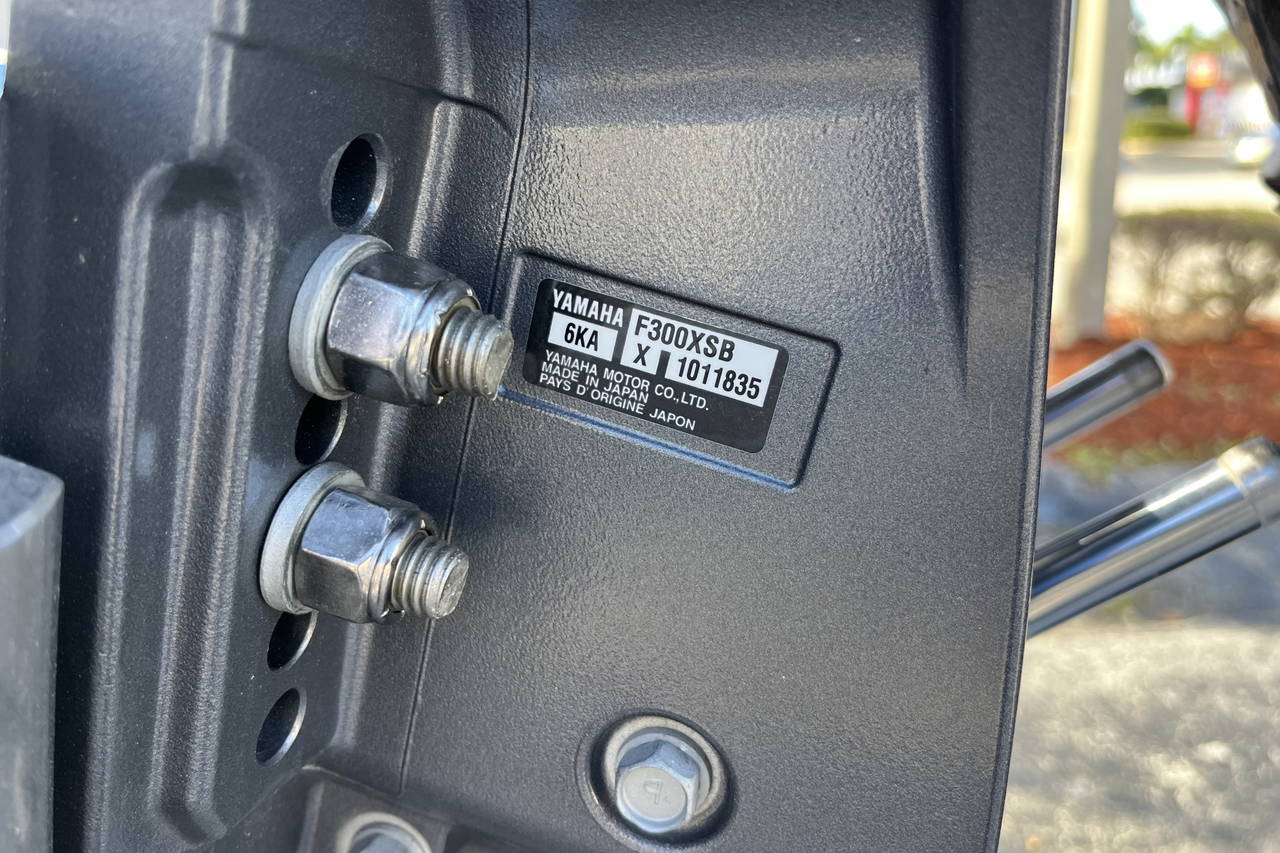 YAMAHA F300XSB
6KA X 1011835
YAMAHA MOTOR CO.,LTD.
MADE IN JAPAN
PAYS D'ORIGINE JAPON